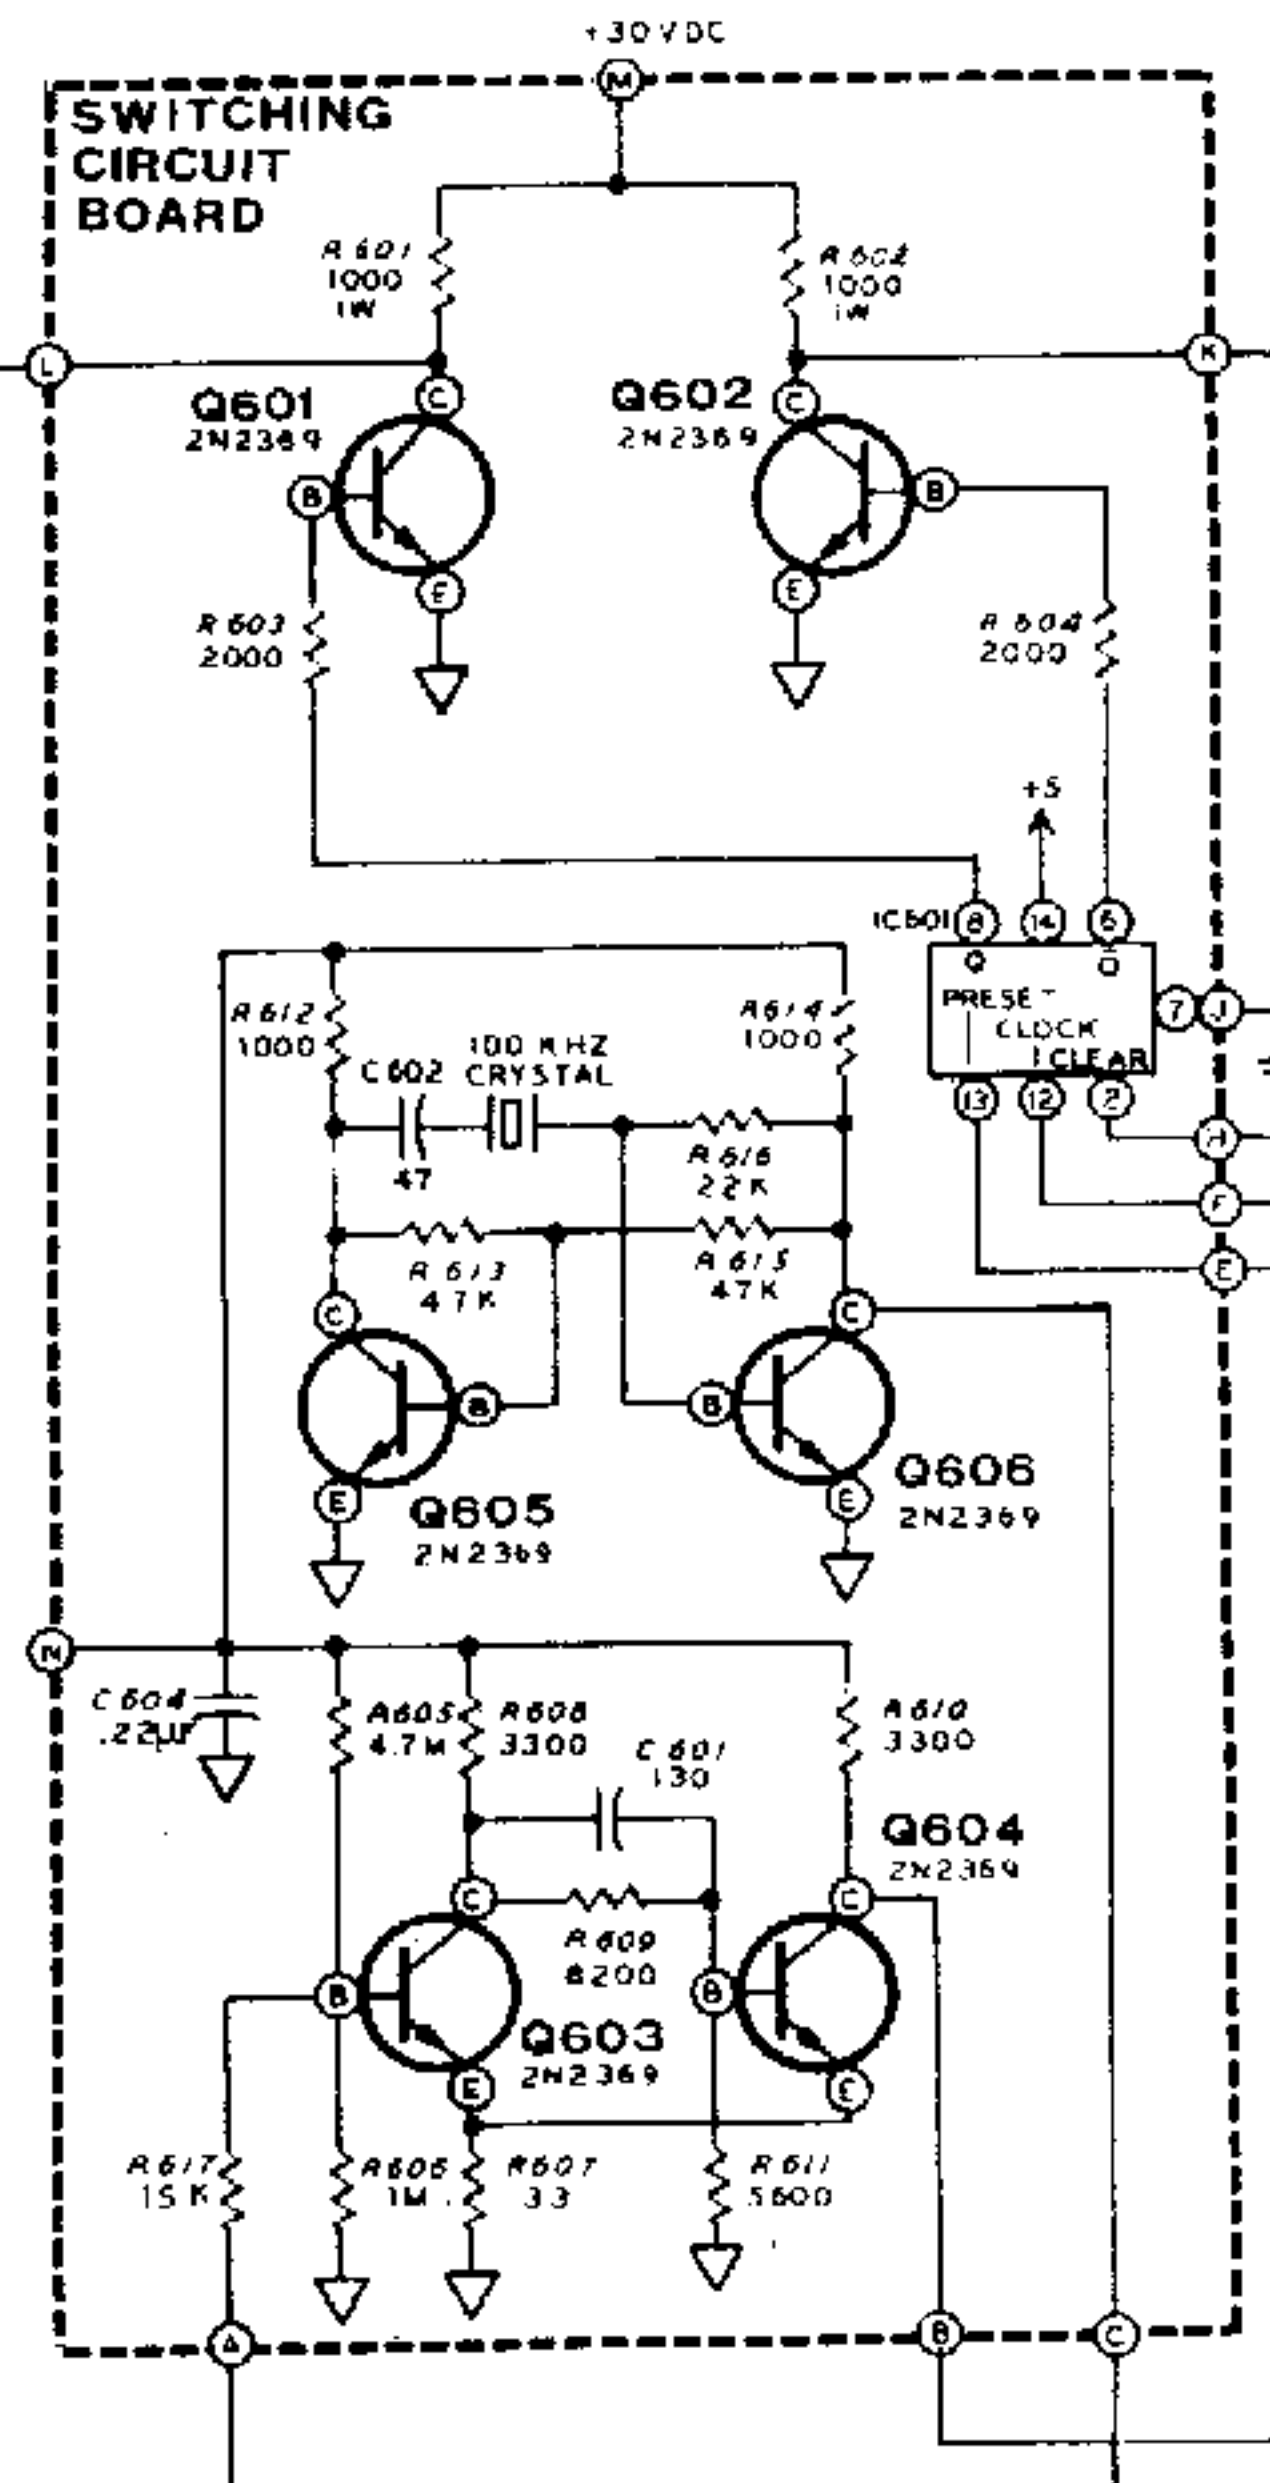 +30 VDC
M
SWITCHING
CIRCUIT
BOARD
R601
1000
1W
R602
1000
1W
L
K
C
C
Q601
2N2369
Q602
2N2369
B
B
E
E
R603
2000
R604
2000
+5
IC601
8
14
6
Q
Q̅
PRESET
CLOCK
CLEAR
7
J
13
12
2
H
F
E
R612
1000
R614
1000
C602
47
100 KHZ
CRYSTAL
R616
22K
R613
47K
R615
47K
C
C
B
B
E
E
Q605
2N2369
Q606
2N2369
N
C604
.22µF
R605
4.7M
R608
3300
R610
3300
C601
130
Q604
2N2369
C
C
R609
8200
B
B
Q603
2N2369
E
E
R617
15K
R606
1M
R607
33
R611
5600
A
B
C